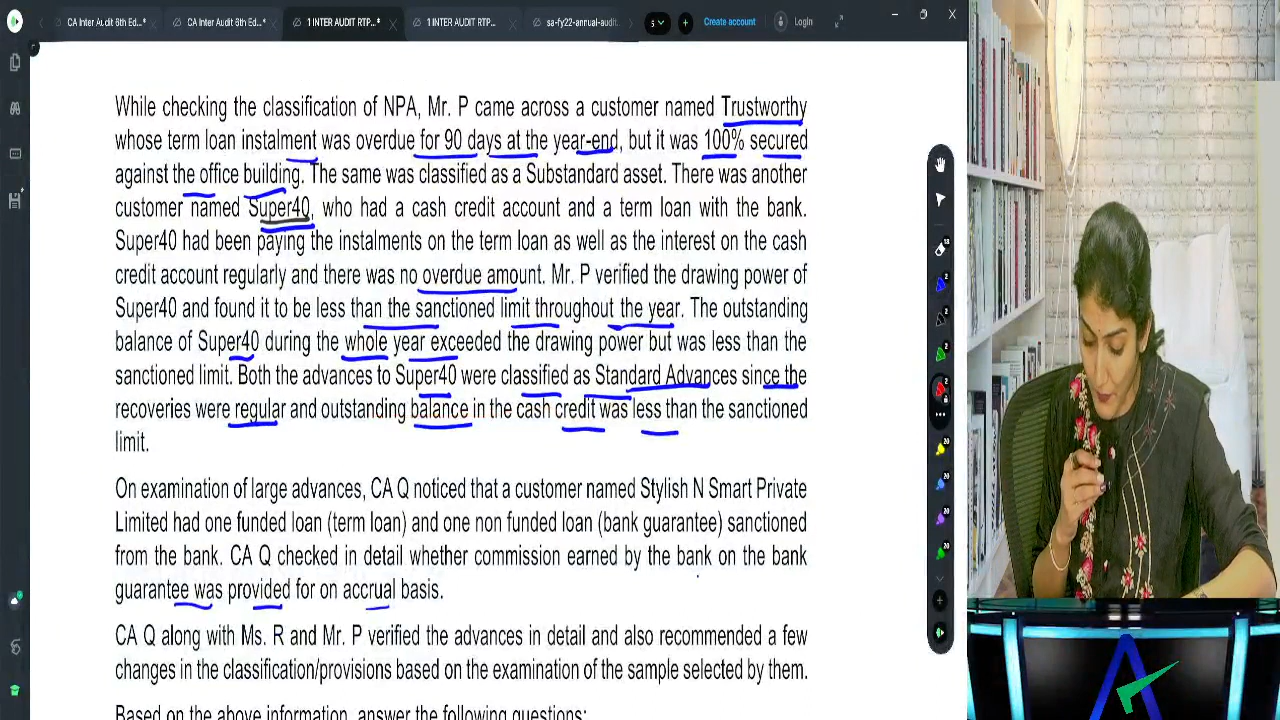 CA Inter Audit 8th Ed...*
CA Inter Audit 8th Ed...*
1 INTER AUDIT RTP...*
1 INTER AUDIT RTP...
sa-fy22-annual-audit
Create account
Login
While checking the classification of NPA, Mr. P came across a customer named Trustworthy
whose term loan instalment was overdue for 90 days at the year-end, but it was 100% secured
against the office building. The same was classified as a Substandard asset. There was another
customer named Super40, who had a cash credit account and a term loan with the bank.
Super40 had been paying the instalments on the term loan as well as the interest on the cash
credit account regularly and there was no overdue amount. Mr. P verified the drawing power of
Super40 and found it to be less than the sanctioned limit throughout the year. The outstanding
balance of Super40 during the whole year exceeded the drawing power but was less than the
sanctioned limit. Both the advances to Super40 were classified as Standard Advances since the
recoveries were regular and outstanding balance in the cash credit was less than the sanctioned
limit.
On examination of large advances, CA Q noticed that a customer named Stylish N Smart Private
Limited had one funded loan (term loan) and one non funded loan (bank guarantee) sanctioned
from the bank. CA Q checked in detail whether commission earned by the bank on the bank
guarantee was provided for on accrual basis.
CA Q along with Ms. R and Mr. P verified the advances in detail and also recommended a few
changes in the classification/provisions based on the examination of the sample selected by them.
Based on the above information, answer the following questions: